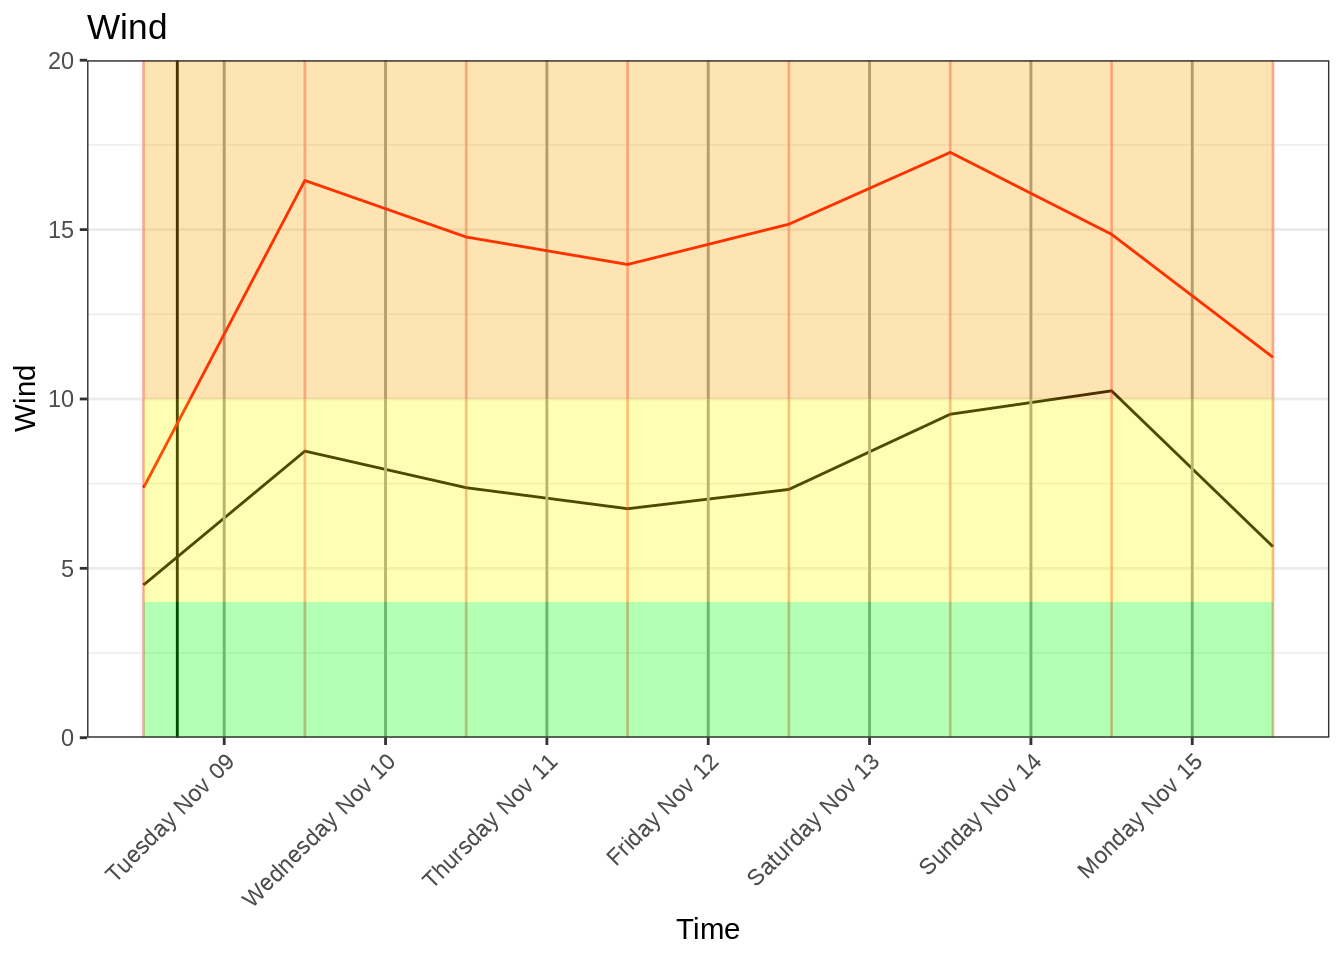 Wind
20
15
10
5
0
Wind
Tuesday Nov 09
Wednesday Nov 10
Thursday Nov 11
Friday Nov 12
Saturday Nov 13
Sunday Nov 14
Monday Nov 15
Time